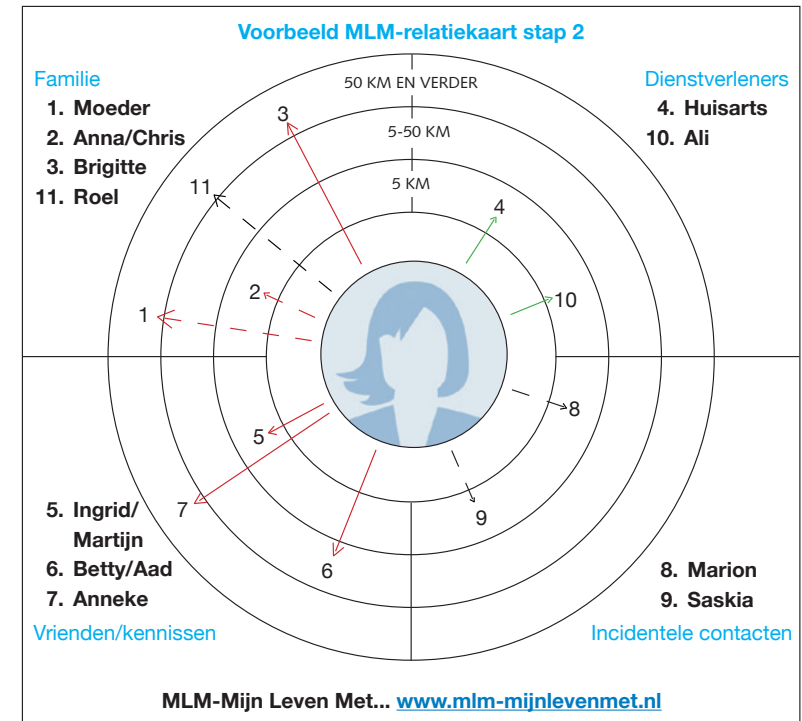 Voorbeeld MLM-relatiekaart stap 2
Familie
1. Moeder
2. Anna/Chris
3. Brigitte
11. Roel
Dienstverleners
4. Huisarts
10. Ali
50 KM EN VERDER
5-50 KM
5 KM
3
11
4
2
10
1
8
5
7
9
6
5. Ingrid/
Martijn
6. Betty/Aad
7. Anneke
Vrienden/kennissen
8. Marion
9. Saskia
Incidentele contacten
MLM-Mijn Leven Met... www.mlm-mijnlevenmet.nl